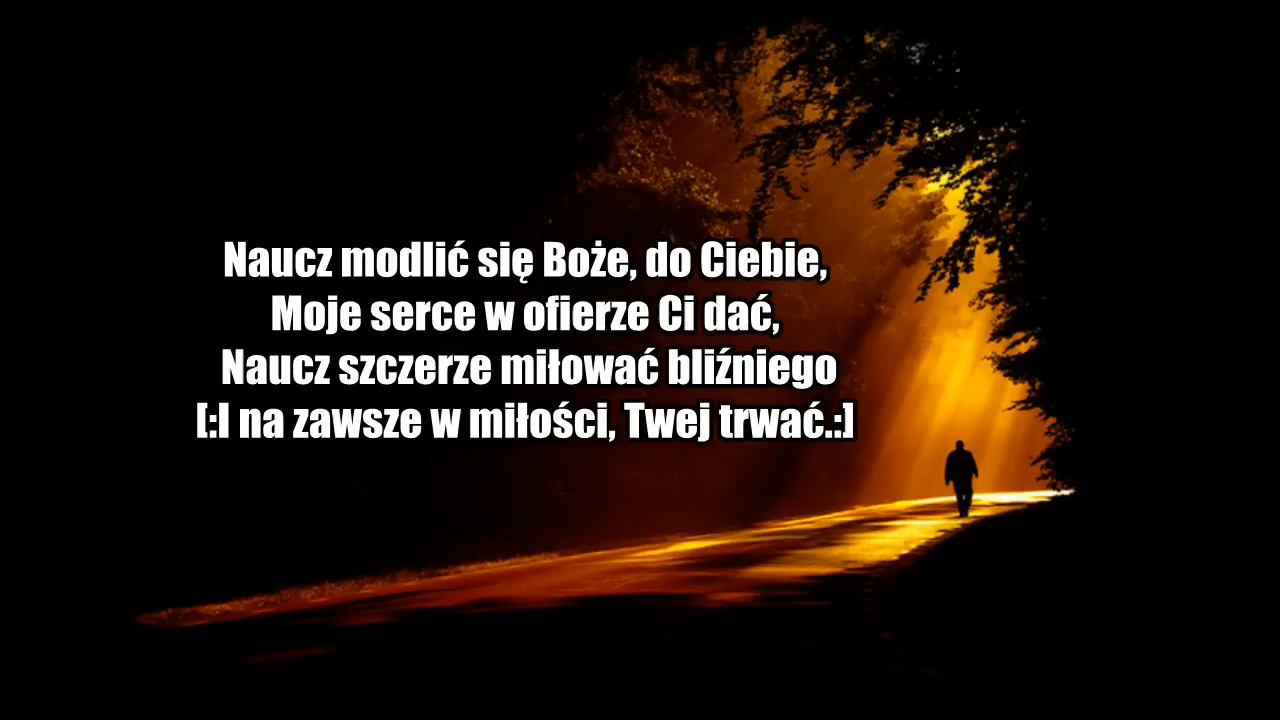 Naucz modlić się Boże, do Ciebie,
Moje serce w ofierze Ci dać,
Naucz szczerze miłować bliźniego
[:I na zawsze w miłości, Twej trwać.:]